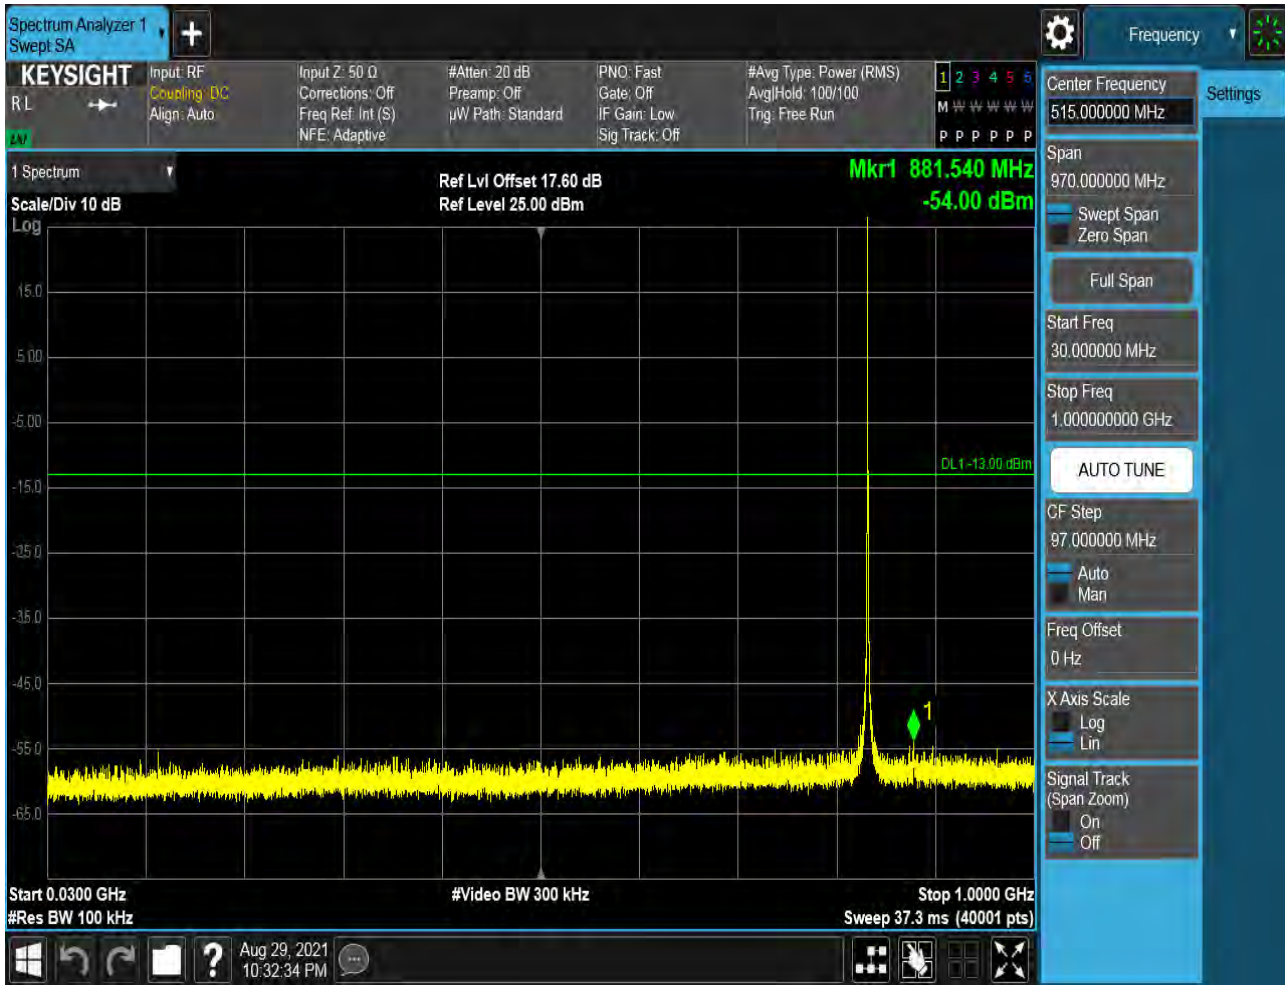 Spectrum Analyzer 1
Swept SA
Frequency
KEYSIGHT
R L
Input: RF
Coupling: DC
Align: Auto
Input Z: 50 Ω
Corrections: Off
Freq Ref: Int (S)
NFE: Adaptive
#Atten: 20 dB
Preamp: Off
µW Path: Standard
PNO: Fast
Gate: Off
IF Gain: Low
Sig Track: Off
#Avg Type: Power (RMS)
Avg|Hold: 100/100
Trig: Free Run
1 2 3 4 5 6
M W W W W W
P P P P P P
1 Spectrum
Scale/Div 10 dB
Log
Ref Lvl Offset 17.60 dB
Ref Level 25.00 dBm
Mkr1 881.540 MHz
-54.00 dBm
15.0
5.00
-5.00
DL1 -13.00 dBm
-15.0
-25.0
-35.0
-45.0
1
-55.0
-65.0
Start 0.0300 GHz
#Video BW 300 kHz
Stop 1.0000 GHz
#Res BW 100 kHz
Sweep 37.3 ms (40001 pts)
?
Aug 29, 2021
10:32:34 PM
Center Frequency
515.000000 MHz
Settings
Span
970.000000 MHz
Swept Span
Zero Span
Full Span
Start Freq
30.000000 MHz
Stop Freq
1.000000000 GHz
AUTO TUNE
CF Step
97.000000 MHz
Auto
Man
Freq Offset
0 Hz
X Axis Scale
Log
Lin
Signal Track
(Span Zoom)
On
Off